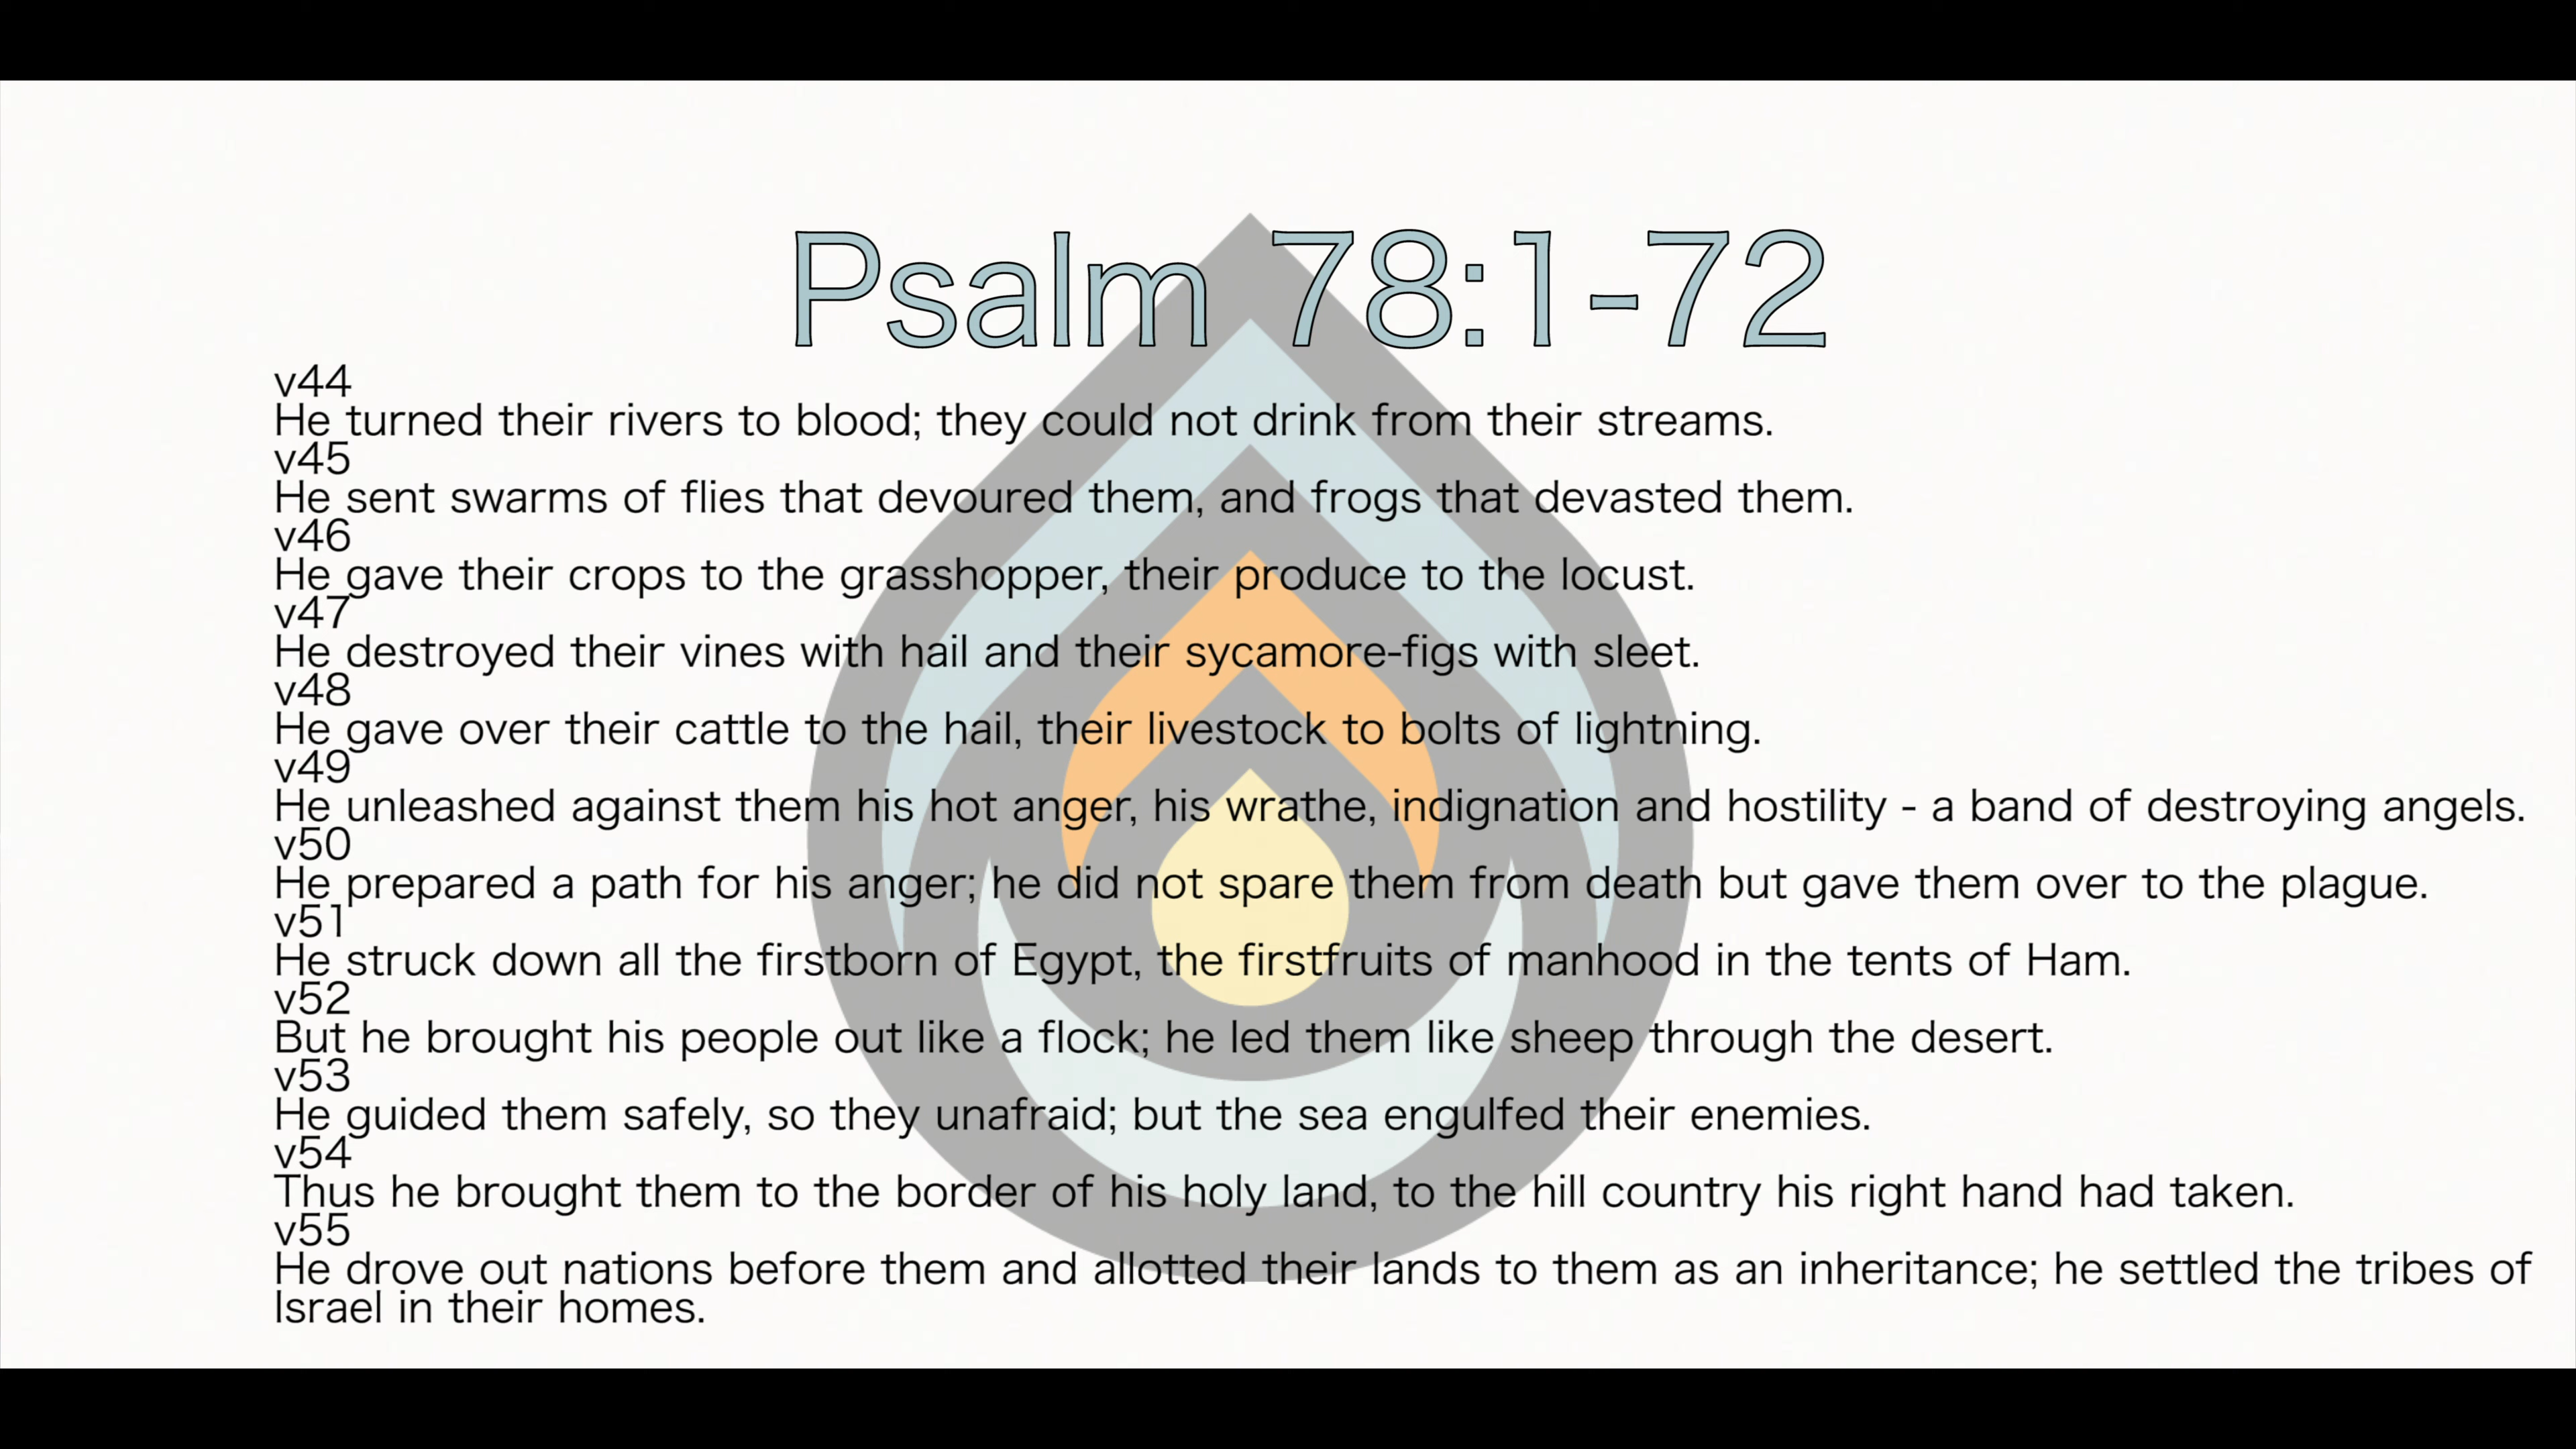 Psalm 78:1-72
v44
He turned their rivers to blood; they could not drink from their streams.
v45
He sent swarms of flies that devoured them, and frogs that devasted them.
v46
He gave their crops to the grasshopper, their produce to the locust.
v47
He destroyed their vines with hail and their sycamore-figs with sleet.
v48
He gave over their cattle to the hail, their livestock to bolts of lightning.
v49
He unleashed against them his hot anger, his wrathe, indignation and hostility - a band of destroying angels.
v50
He prepared a path for his anger; he did not spare them from death but gave them over to the plague.
v51
He struck down all the firstborn of Egypt, the firstfruits of manhood in the tents of Ham.
v52
But he brought his people out like a flock; he led them like sheep through the desert.
v53
He guided them safely, so they unafraid; but the sea engulfed their enemies.
v54
Thus he brought them to the border of his holy land, to the hill country his right hand had taken.
v55
He drove out nations before them and allotted their lands to them as an inheritance; he settled the tribes of
Israel in their homes.